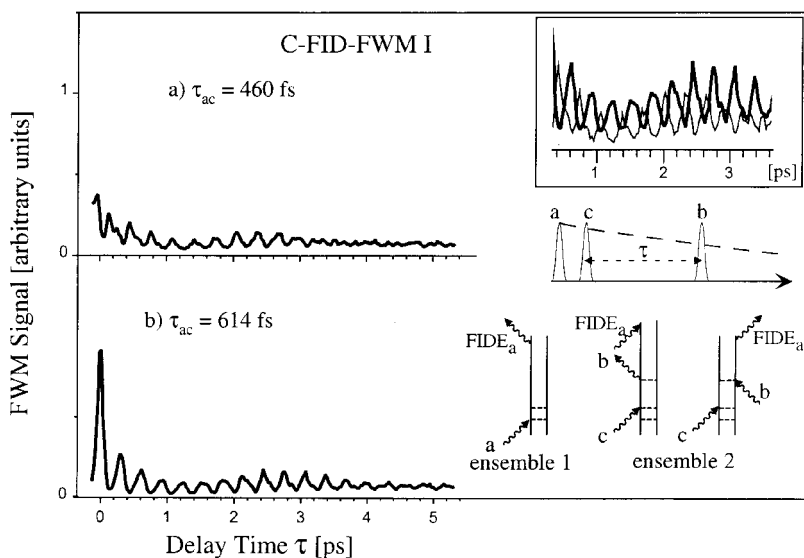 C-FID-FWM I
a) τac = 460 fs
b) τac = 614 fs
FWM Signal [arbitrary units]
1
0
0
0 1 2 3 4 5
Delay Time τ [ps]
1 2 3 [ps]
a c b
τ
FIDEa
a
ensemble 1
FIDEa
b
c
FIDEa
b
c
ensemble 2